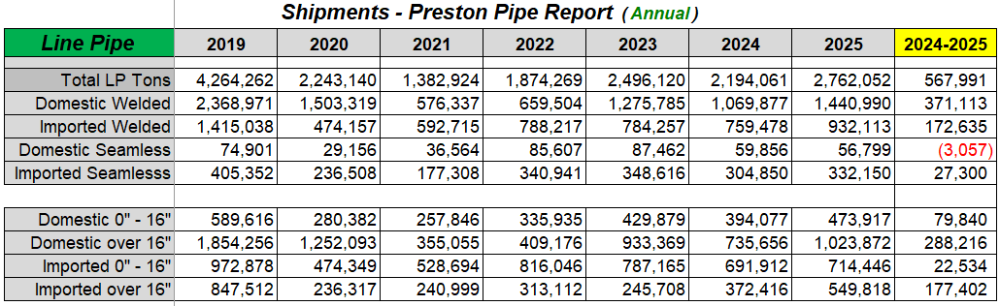 Shipments - Preston Pipe Report ( Annual )
Line Pipe 2019 2020 2021 2022 2023 2024 2025 2024-2025
Total LP Tons 4,264,262 2,243,140 1,382,924 1,874,269 2,496,120 2,194,061 2,762,052 567,991
Domestic Welded 2,368,971 1,503,319 576,337 659,504 1,275,785 1,069,877 1,440,990 371,113
Imported Welded 1,415,038 474,157 592,715 788,217 784,257 759,478 932,113 172,635
Domestic Seamless 74,901 29,156 36,564 85,607 87,462 59,856 56,799 (3,057)
Imported Seamlesss 405,352 236,508 177,308 340,941 348,616 304,850 332,150 27,300
Domestic 0" - 16" 589,616 280,382 257,846 335,935 429,879 394,077 473,917 79,840
Domestic over 16" 1,854,256 1,252,093 355,055 409,176 933,369 735,656 1,023,872 288,216
Imported 0" - 16" 972,878 474,349 528,694 816,046 787,165 691,912 714,446 22,534
Imported over 16" 847,512 236,317 240,999 313,112 245,708 372,416 549,818 177,402